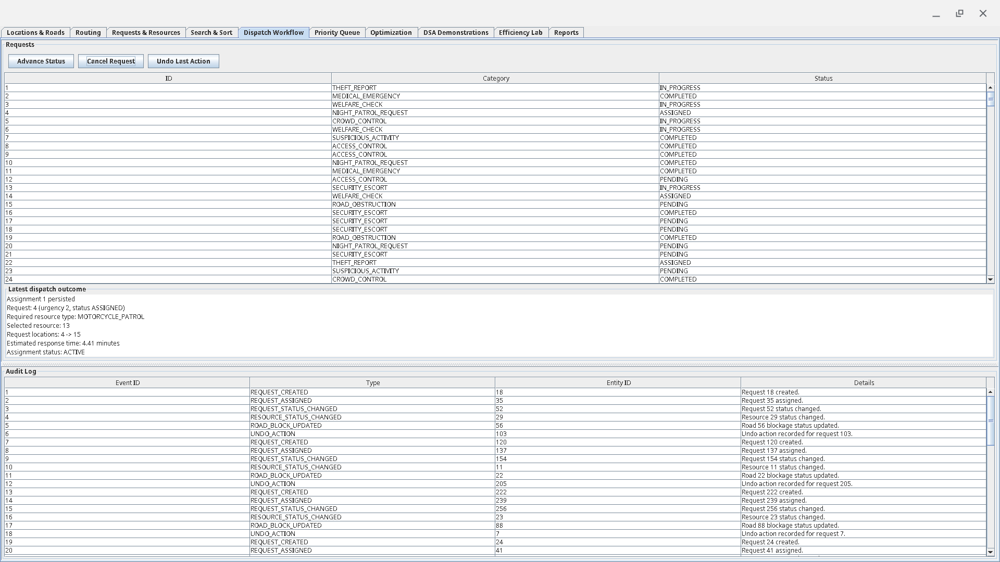 Locations & Roads Routing Requests & Resources Search & Sort Dispatch Workflow Priority Queue Optimization DSA Demonstrations Efficiency Lab Reports
Requests
Advance Status Cancel Request Undo Last Action
ID Category Status
1 THEFT_REPORT IN_PROGRESS
2 MEDICAL_EMERGENCY COMPLETED
3 WELFARE_CHECK IN_PROGRESS
4 NIGHT_PATROL_REQUEST ASSIGNED
5 CROWD_CONTROL IN_PROGRESS
6 WELFARE_CHECK IN_PROGRESS
7 SUSPICIOUS_ACTIVITY COMPLETED
8 ACCESS_CONTROL COMPLETED
9 ACCESS_CONTROL COMPLETED
10 NIGHT_PATROL_REQUEST COMPLETED
11 MEDICAL_EMERGENCY COMPLETED
12 ACCESS_CONTROL PENDING
13 SECURITY_ESCORT IN_PROGRESS
14 WELFARE_CHECK ASSIGNED
15 ROAD_OBSTRUCTION PENDING
16 SECURITY_ESCORT COMPLETED
17 SECURITY_ESCORT PENDING
18 SECURITY_ESCORT PENDING
19 ROAD_OBSTRUCTION COMPLETED
20 NIGHT_PATROL_REQUEST PENDING
21 SECURITY_ESCORT PENDING
22 THEFT_REPORT ASSIGNED
23 SUSPICIOUS_ACTIVITY PENDING
24 CROWD_CONTROL COMPLETED
Latest dispatch outcome
Assignment 1 persisted
Request: 4 (urgency 2, status ASSIGNED)
Required resource type: MOTORCYCLE_PATROL
Selected resource: 13
Request locations: 4 -> 15
Estimated response time: 4.41 minutes
Assignment status: ACTIVE
Audit Log
Event ID Type Entity ID Details
1 REQUEST_CREATED 18 Request 18 created.
2 REQUEST_ASSIGNED 35 Request 35 assigned.
3 REQUEST_STATUS_CHANGED 52 Request 52 status changed.
4 RESOURCE_STATUS_CHANGED 29 Resource 29 status changed.
5 ROAD_BLOCK_UPDATED 56 Road 56 blockage status updated.
6 UNDO_ACTION 103 Undo action recorded for request 103.
7 REQUEST_CREATED 120 Request 120 created.
8 REQUEST_ASSIGNED 137 Request 137 assigned.
9 REQUEST_STATUS_CHANGED 154 Request 154 status changed.
10 RESOURCE_STATUS_CHANGED 11 Resource 11 status changed.
11 ROAD_BLOCK_UPDATED 22 Road 22 blockage status updated.
12 UNDO_ACTION 205 Undo action recorded for request 205.
13 REQUEST_CREATED 222 Request 222 created.
14 REQUEST_ASSIGNED 239 Request 239 assigned.
15 REQUEST_STATUS_CHANGED 256 Request 256 status changed.
16 RESOURCE_STATUS_CHANGED 23 Resource 23 status changed.
17 ROAD_BLOCK_UPDATED 88 Road 88 blockage status updated.
18 UNDO_ACTION 7 Undo action recorded for request 7.
19 REQUEST_CREATED 24 Request 24 created.
20 REQUEST_ASSIGNED 41 Request 41 assigned.